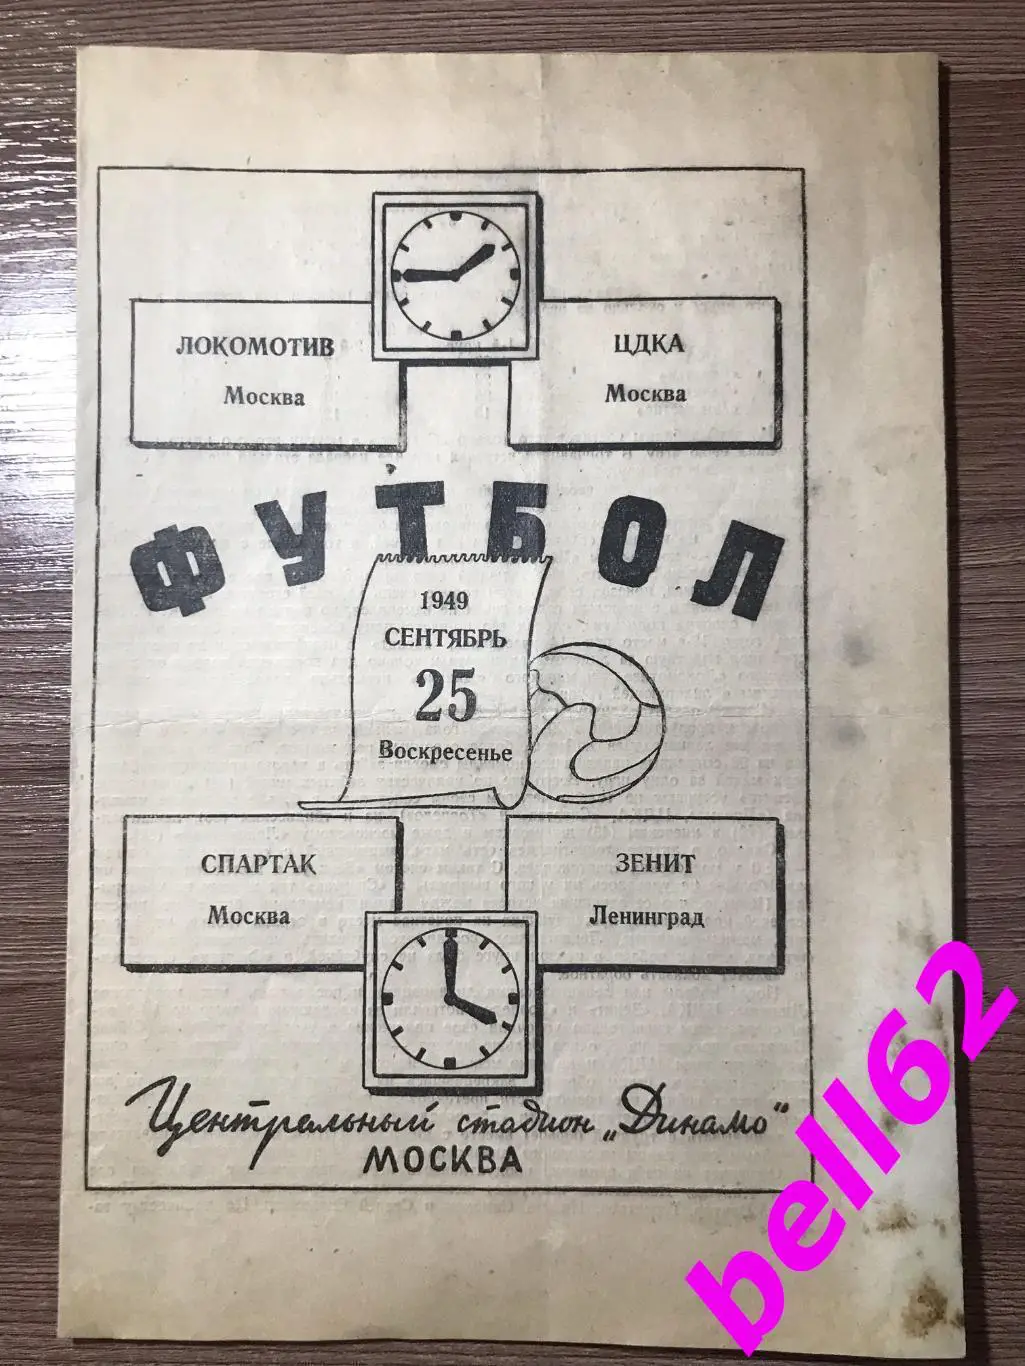 ЛОКОМОТИВ
Москва
ЦДКА
Москва
ФУТБОЛ
1949
СЕНТЯБРЬ
25
Воскресенье
СПАРТАК
Москва
ЗЕНИТ
Ленинград
Центральный стадион „Динамо"
МОСКВА
bell62